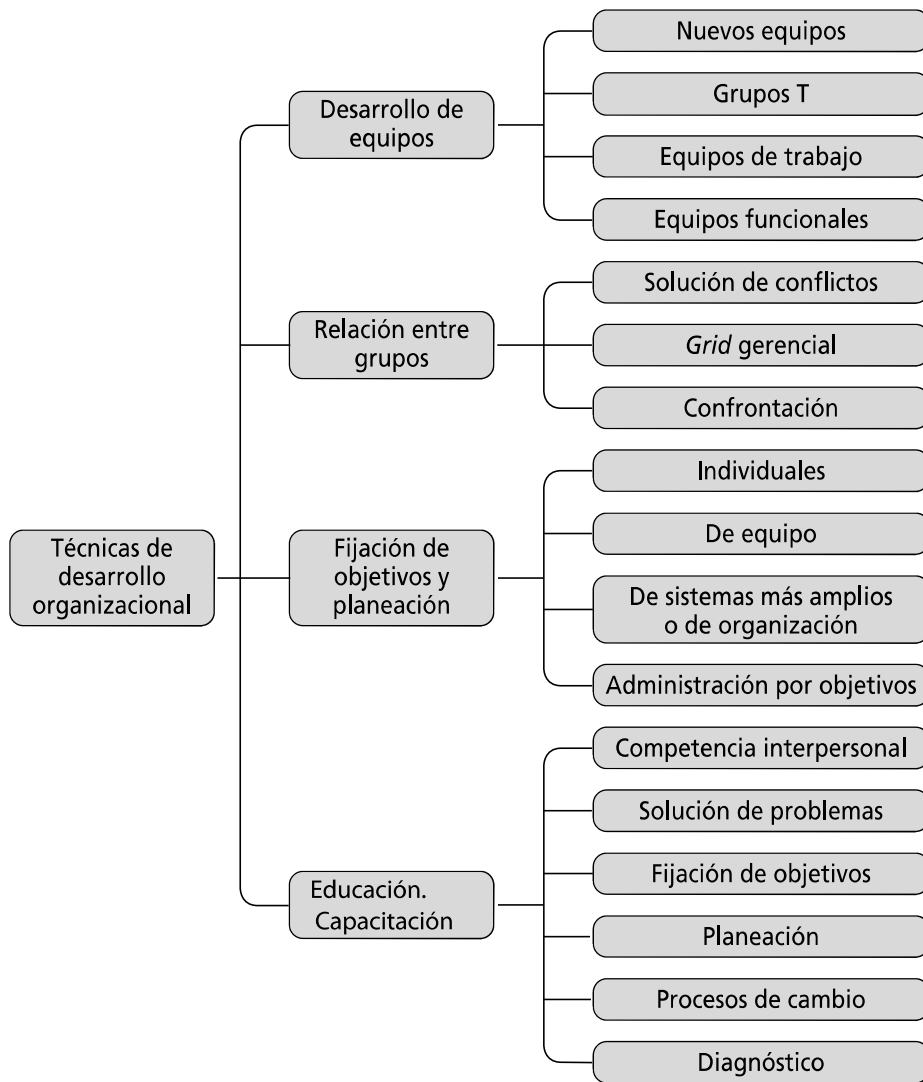 Técnicas de
desarrollo
organizacional
Desarrollo de
equipos
Nuevos equipos
Grupos T
Equipos de trabajo
Equipos funcionales
Relación entre
grupos
Solución de conflictos
Grid gerencial
Confrontación
Fijación de
objetivos y
planeación
Individuales
De equipo
De sistemas más amplios
o de organización
Administración por objetivos
Educación.
Capacitación
Competencia interpersonal
Solución de problemas
Fijación de objetivos
Planeación
Procesos de cambio
Diagnóstico